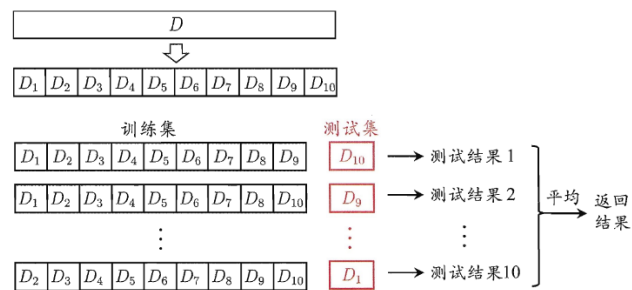 D
D₁ D₂ D₃ D₄ D₅ D₆ D₇ D₈ D₉ D₁₀
训练集 测试集
D₁ D₂ D₃ D₄ D₅ D₆ D₇ D₈ D₉ D₁₀ 测试结果 1
D₁ D₂ D₃ D₄ D₅ D₆ D₇ D₈ D₁₀ D₉ 测试结果 2
平均 返回
结果
⋮ ⋮ ⋮
D₂ D₃ D₄ D₅ D₆ D₇ D₈ D₉ D₁₀ D₁ 测试结果10